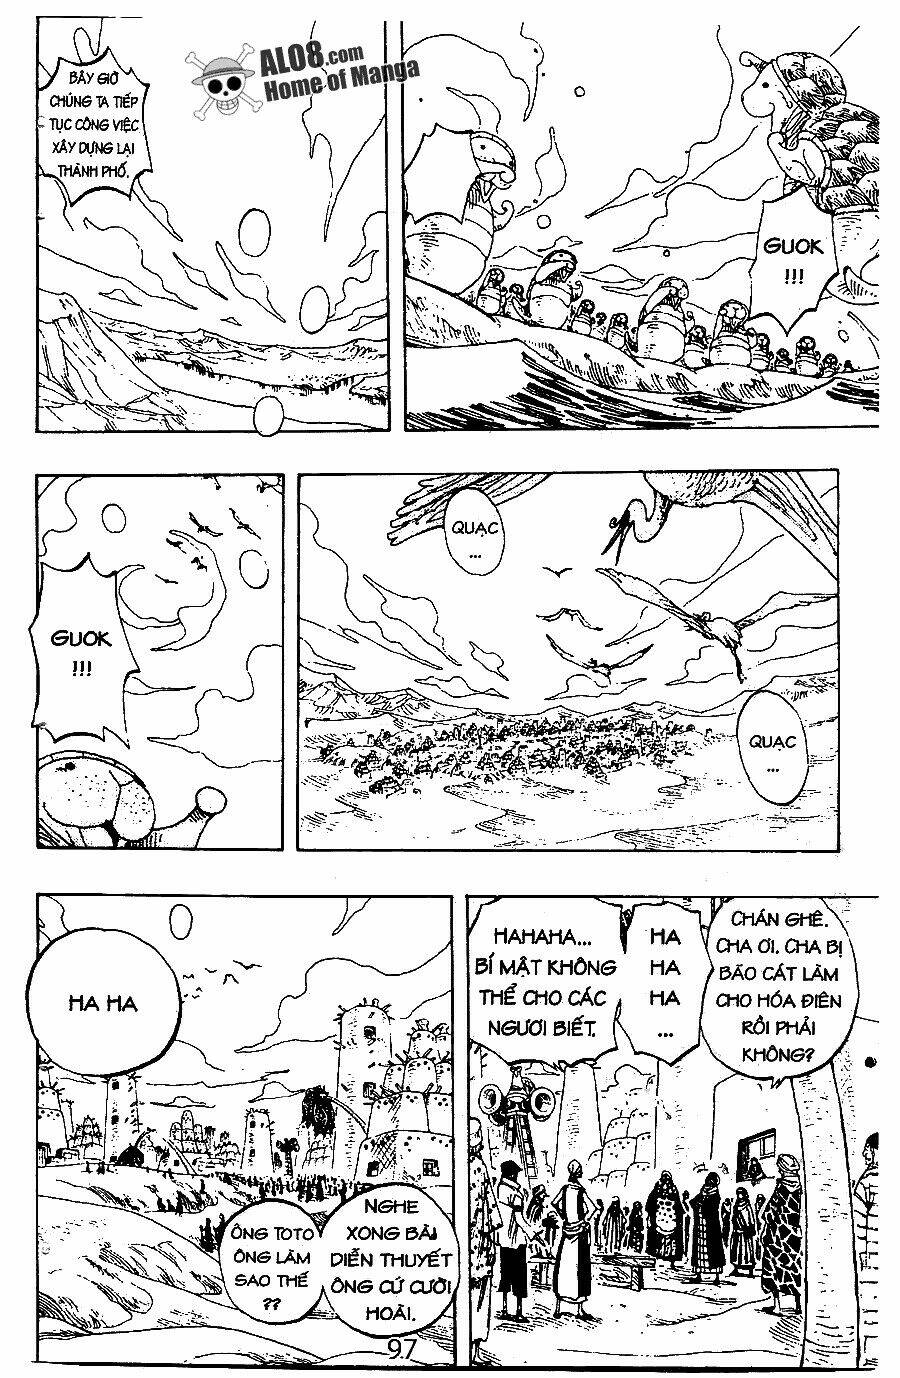 ALO8.com
Home of Manga
BÂY GIỜ
CHÚNG TA TIẾP
TỤC CÔNG VIỆC
XÂY DỰNG LẠI
THÀNH PHỐ.
GUOK
!!!
GUOK
!!!
QUẠC
...
QUẠC
...
HA HA
ÔNG TOTO
ÔNG LÀM
SAO THẾ
??
NGHE
XONG BÀI
DIỄN THUYẾT
ÔNG CỨ CƯỜI
HOÀI.
HAHAHA...
BÍ MẬT KHÔNG
THỂ CHO CÁC
NGƯƠI BIẾT.
HA
HA
HA
...
CHÁN GHÊ.
CHA ƠI. CHA BỊ
BÃO CÁT LÀM
CHO HÓA ĐIÊN
RỒI PHẢI
KHÔNG?
97